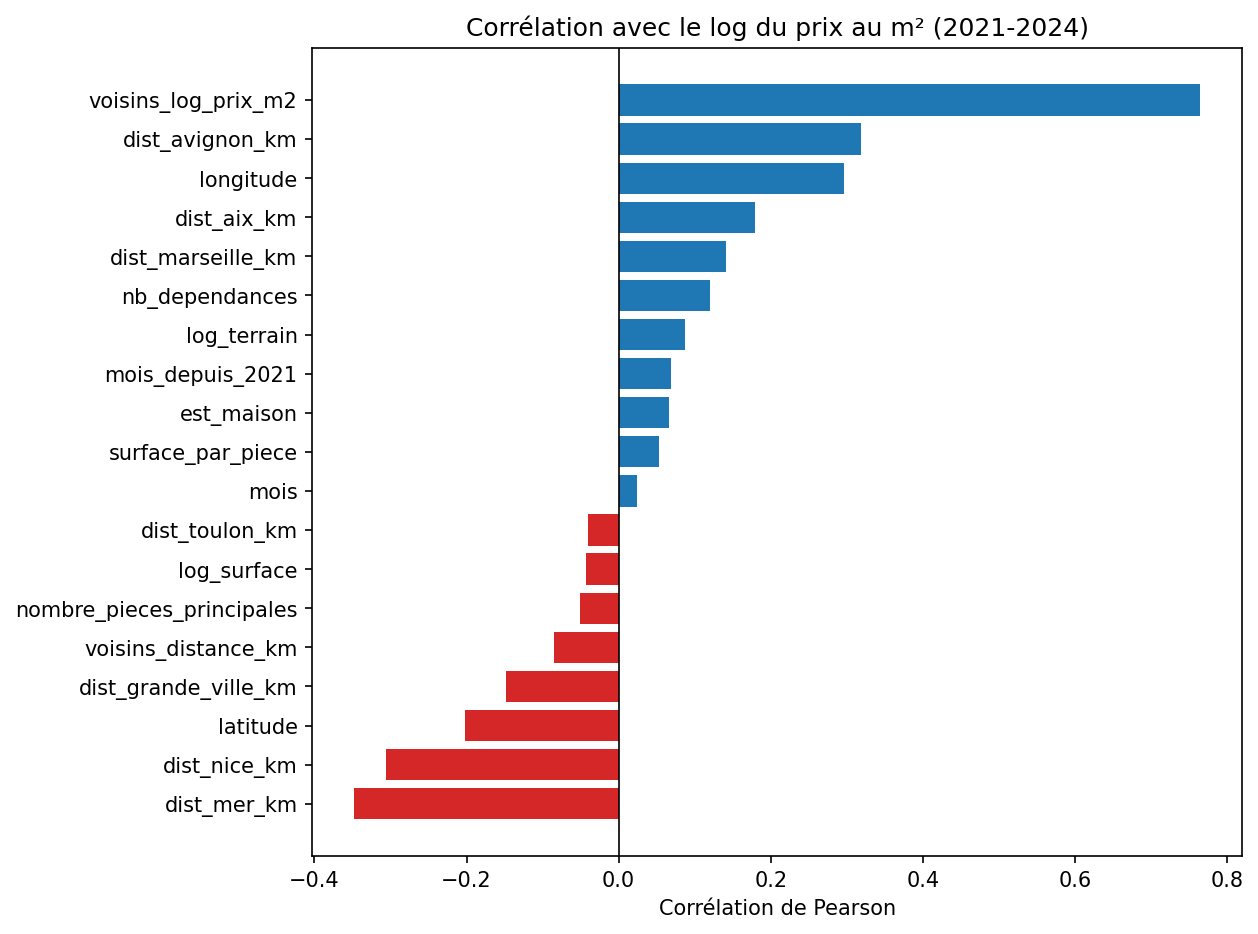 Corrélation avec le log du prix au m² (2021-2024)
voisins_log_prix_m2
dist_avignon_km
longitude
dist_aix_km
dist_marseille_km
nb_dependances
log_terrain
mois_depuis_2021
est_maison
surface_par_piece
mois
dist_toulon_km
log_surface
nombre_pieces_principales
voisins_distance_km
dist_grande_ville_km
latitude
dist_nice_km
dist_mer_km
−0.4 −0.2 0.0 0.2 0.4 0.6 0.8
Corrélation de Pearson